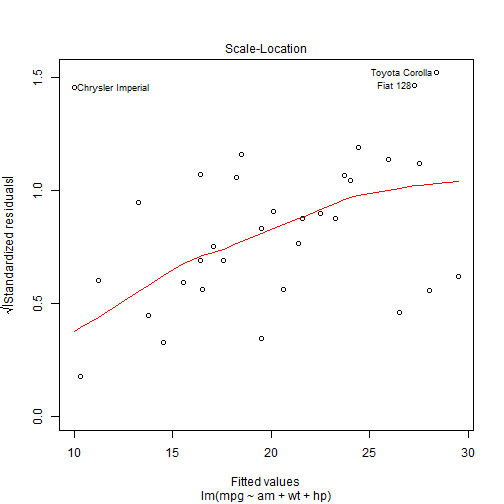 Scale-Location
√|Standardized residuals|
1.5
1.0
0.5
0.0
Toyota Corolla
Chrysler Imperial
Fiat 128
10 15 20 25 30
Fitted values
lm(mpg ~ am + wt + hp)